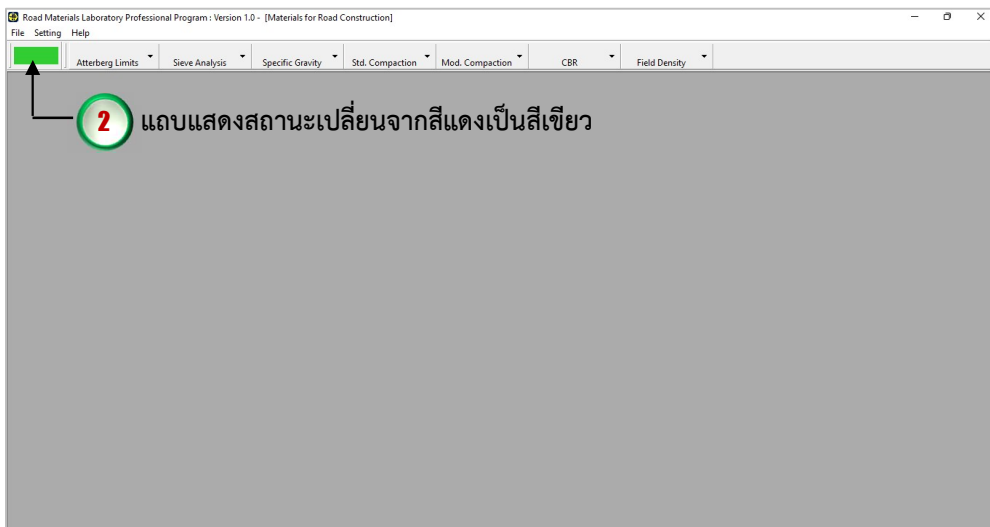 Road Materials Laboratory Professional Program : Version 1.0 - [Materials for Road Construction]
File Setting Help
Atterberg Limits Sieve Analysis Specific Gravity Std. Compaction Mod. Compaction CBR Field Density
2 แถบแสดงสถานะเปลี่ยนจากสีแดงเป็นสีเขียว